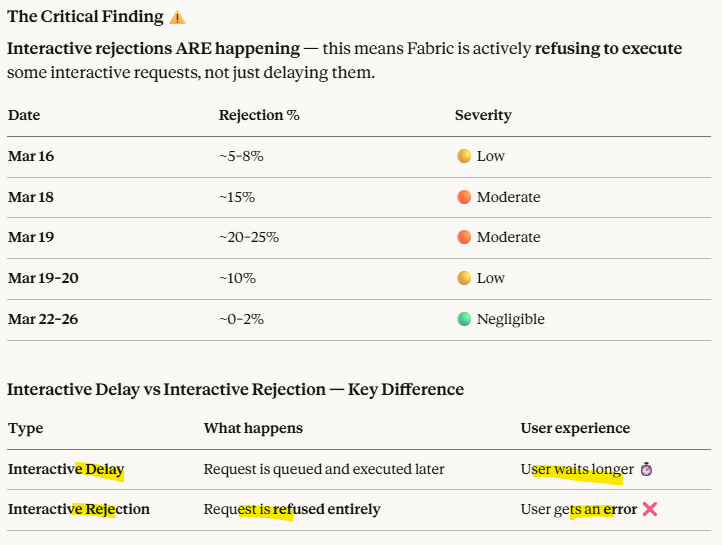 The Critical Finding ⚠️
Interactive rejections ARE happening — this means Fabric is actively refusing to execute
some interactive requests, not just delaying them.
Date Rejection % Severity
Mar 16 ~5–8% 🟡 Low
Mar 18 ~15% 🔴 Moderate
Mar 19 ~20–25% 🔴 Moderate
Mar 19–20 ~10% 🟡 Low
Mar 22–26 ~0–2% 🟢 Negligible
Interactive Delay vs Interactive Rejection — Key Difference
Type What happens User experience
Interactive Delay Request is queued and executed later User waits longer ⏱️
Interactive Rejection Request is refused entirely User gets an error ❌